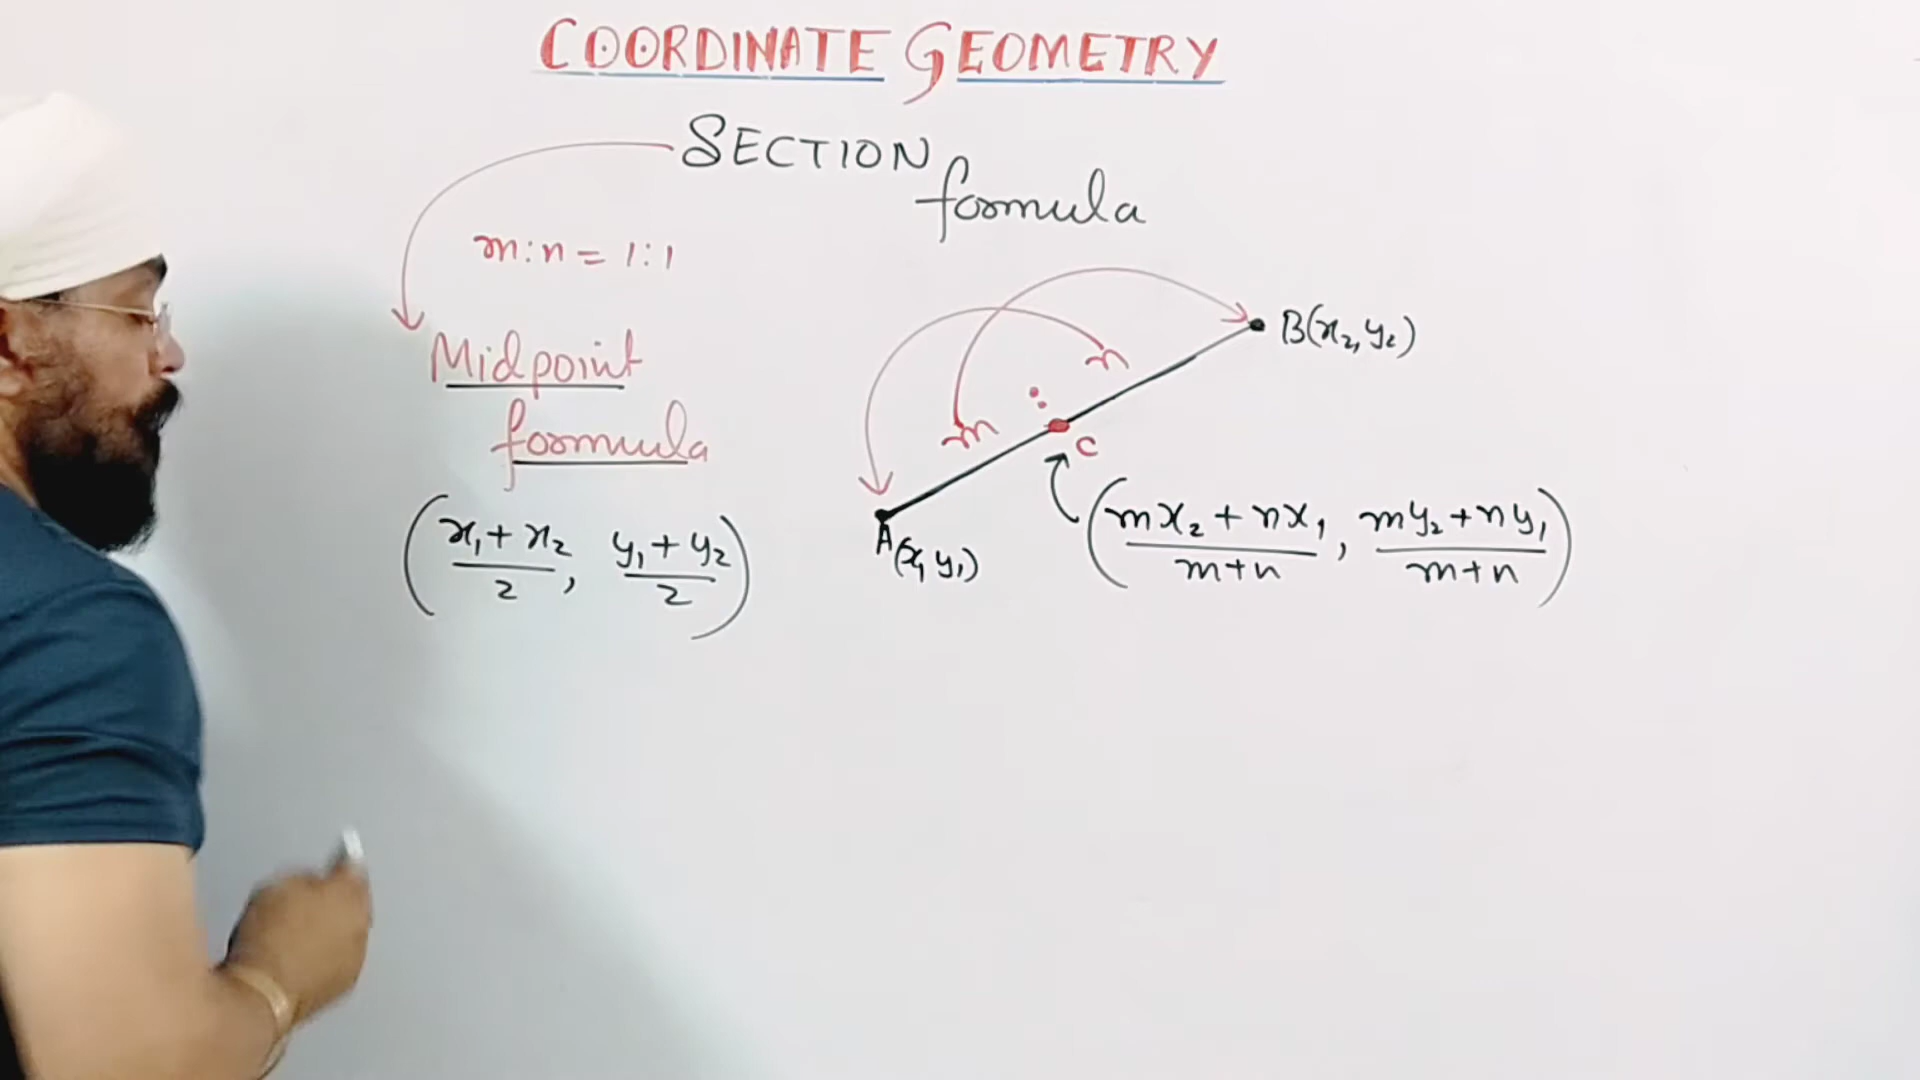 COORDINATE GEOMETRY
SECTION
formula
m:n = 1:1
Midpoint
formula
(x₁+x₂/2, y₁+y₂/2)
m : n
A(x₁ y₁)
B(x₂, y₂)
C
(mx₂+nx₁/m+n, my₂+ny₁/m+n)